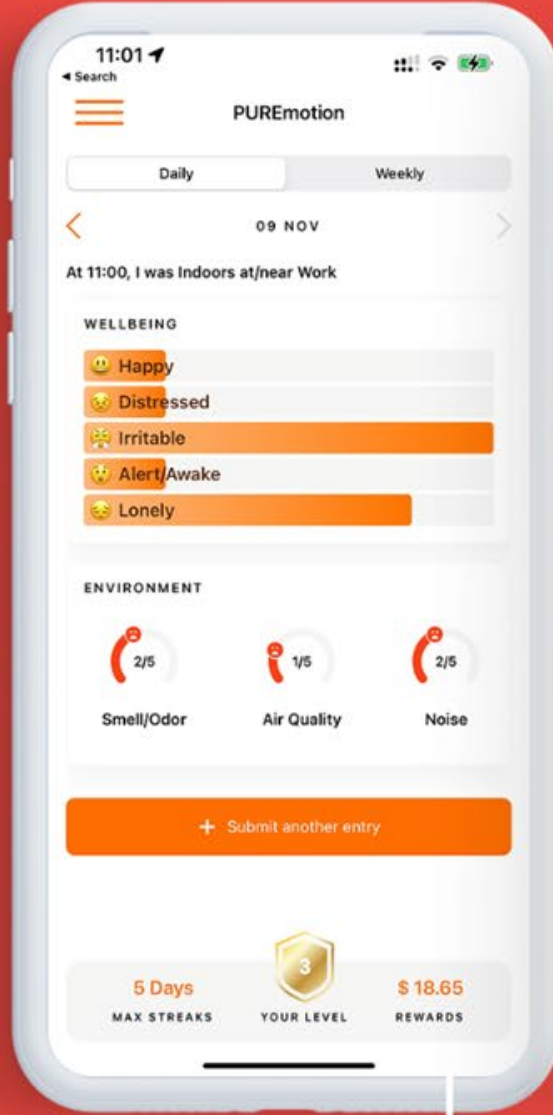 11:01
◄ Search
PUREmotion
Daily Weekly
09 NOV
At 11:00, I was Indoors at/near Work
WELLBEING
Happy
Distressed
Irritable
Alert/Awake
Lonely
ENVIRONMENT
2/5 1/5 2/5
Smell/Odor Air Quality Noise
+ Submit another entry
3
5 Days $ 18.65
MAX STREAKS YOUR LEVEL REWARDS